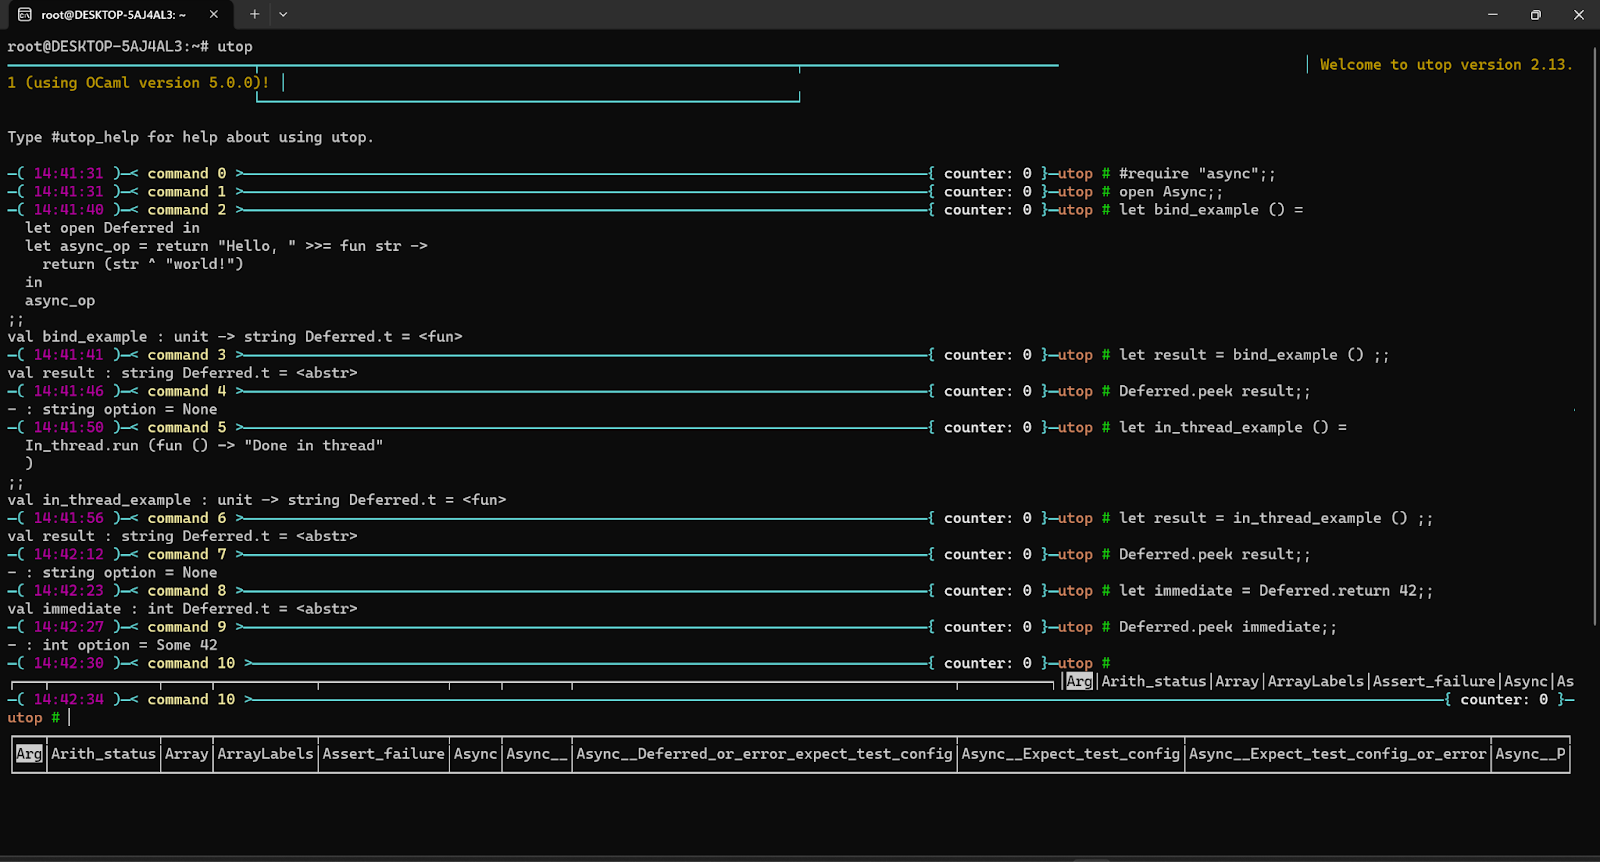 root@DESKTOP-5AJ4AL3: ~
root@DESKTOP-5AJ4AL3:~# utop
Welcome to utop version 2.13.
1 (using OCaml version 5.0.0)!
Type #utop_help for help about using utop.
─( 14:41:31 )─< command 0 >──{ counter: 0 }─utop # #require "async";;
─( 14:41:31 )─< command 1 >──{ counter: 0 }─utop # open Async;;
─( 14:41:40 )─< command 2 >──{ counter: 0 }─utop # let bind_example () =
let open Deferred in
let async_op = return "Hello, " >>= fun str ->
return (str ^ "world!")
in
async_op
;;
val bind_example : unit -> string Deferred.t = <fun>
─( 14:41:41 )─< command 3 >──{ counter: 0 }─utop # let result = bind_example () ;;
val result : string Deferred.t = <abstr>
─( 14:41:46 )─< command 4 >──{ counter: 0 }─utop # Deferred.peek result;;
- : string option = None
─( 14:41:50 )─< command 5 >──{ counter: 0 }─utop # let in_thread_example () =
In_thread.run (fun () -> "Done in thread"
)
;;
val in_thread_example : unit -> string Deferred.t = <fun>
─( 14:41:56 )─< command 6 >──{ counter: 0 }─utop # let result = in_thread_example () ;;
val result : string Deferred.t = <abstr>
─( 14:42:12 )─< command 7 >──{ counter: 0 }─utop # Deferred.peek result;;
- : string option = None
─( 14:42:23 )─< command 8 >──{ counter: 0 }─utop # let immediate = Deferred.return 42;;
val immediate : int Deferred.t = <abstr>
─( 14:42:27 )─< command 9 >──{ counter: 0 }─utop # Deferred.peek immediate;;
- : int option = Some 42
─( 14:42:30 )─< command 10 >──{ counter: 0 }─utop #
│Arg│Arith_status│Array│ArrayLabels│Assert_failure│Async│As
─( 14:42:34 )─< command 10 >──{ counter: 0 }─
utop #
│Arg│Arith_status│Array│ArrayLabels│Assert_failure│Async│Async__│Async__Deferred_or_error_expect_test_config│Async__Expect_test_config│Async__Expect_test_config_or_error│Async__P